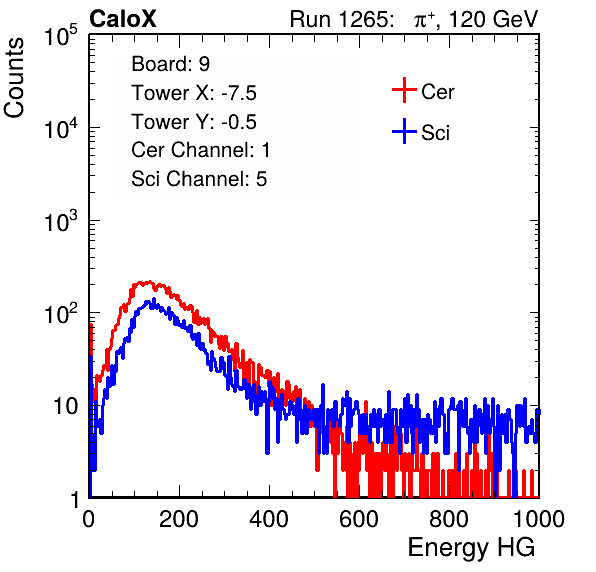 CaloX Run 1265: π⁺, 120 GeV
Counts
10⁵
10⁴
10³
10²
10
1
Board: 9
Tower X: -7.5
Tower Y: -0.5
Cer Channel: 1
Sci Channel: 5
Cer
Sci
0 200 400 600 800 1000
Energy HG